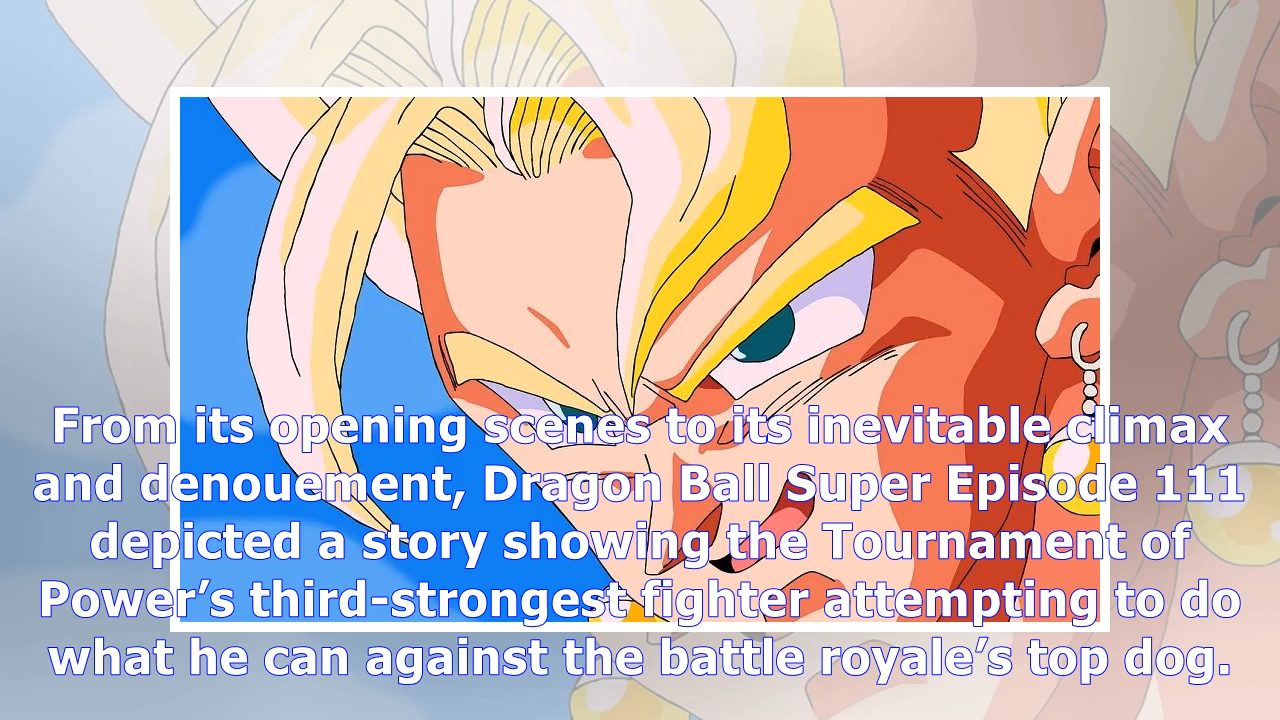 From its opening scenes to its inevitable climax
and denouement, Dragon Ball Super Episode 111
depicted a story showing the Tournament of
Power’s third-strongest fighter attempting to do
what he can against the battle royale’s top dog.